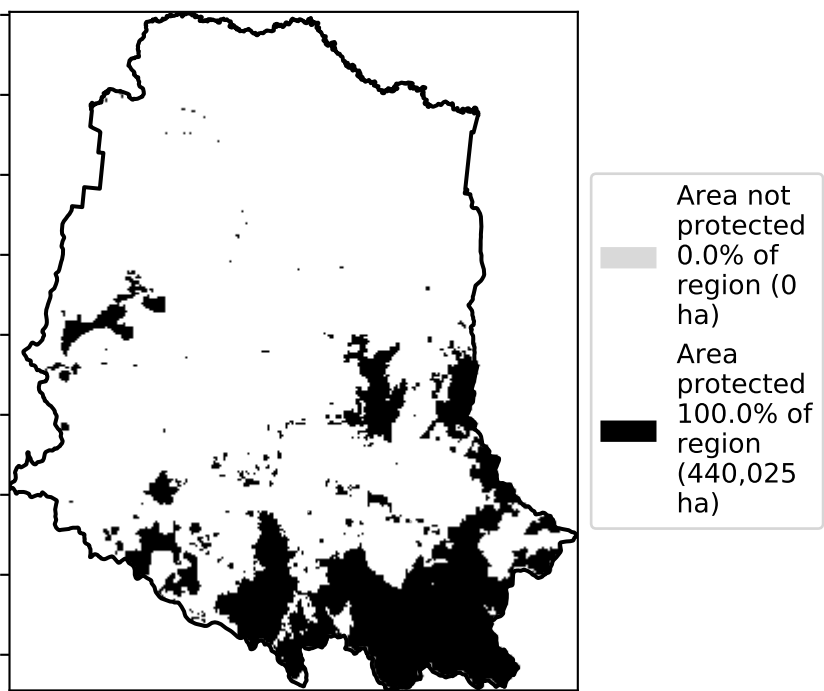 Area not
protected
0.0% of
region (0
ha)
Area
protected
100.0% of
region
(440,025
ha)